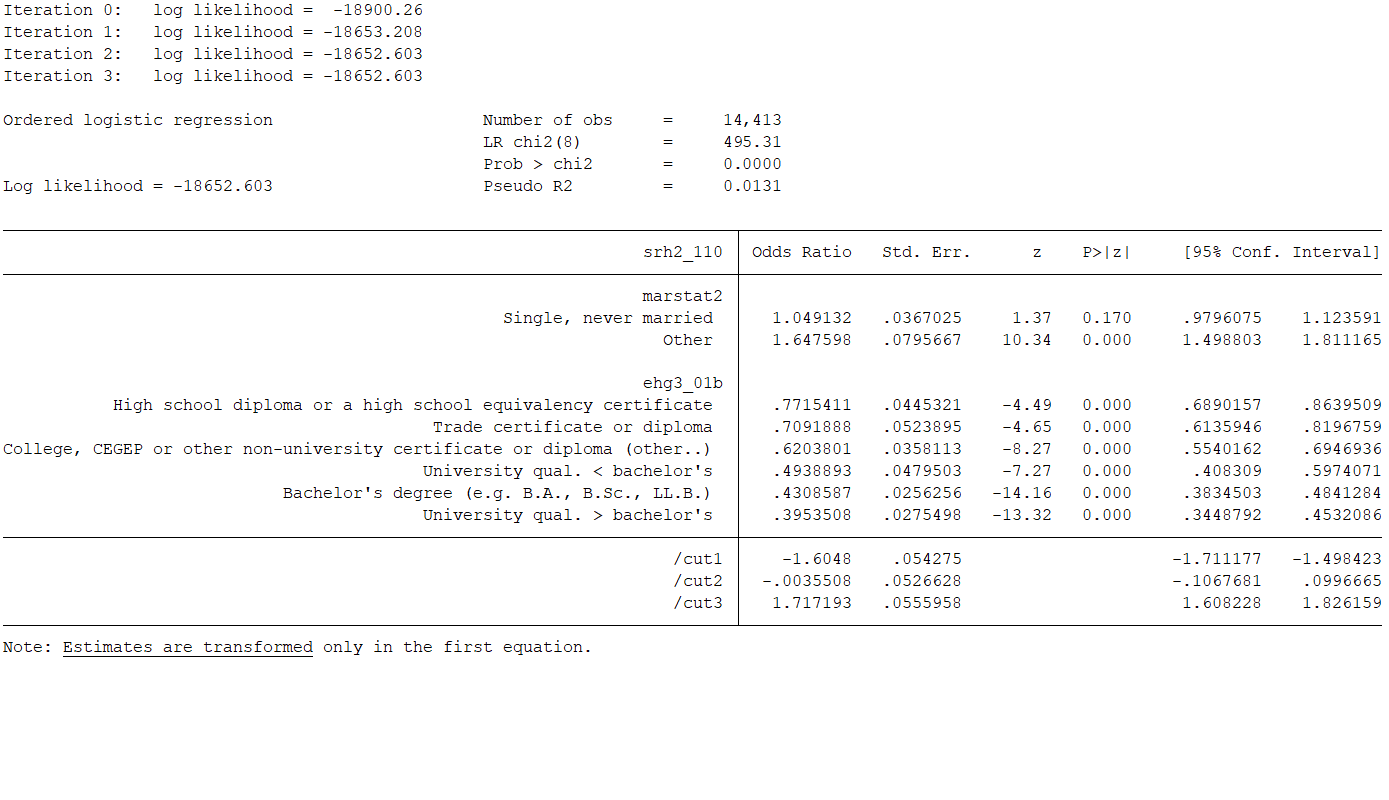 Iteration 0:   log likelihood =  -18900.26
Iteration 1:   log likelihood = -18653.208
Iteration 2:   log likelihood = -18652.603
Iteration 3:   log likelihood = -18652.603
Ordered logistic regression                     Number of obs     =     14,413
LR chi2(8)        =     495.31
Prob > chi2       =     0.0000
Log likelihood = -18652.603                     Pseudo R2         =     0.0131
srh2_110   Odds Ratio   Std. Err.      z    P>|z|     [95% Conf. Interval]
marstat2
Single, never married   1.049132   .0367025     1.37   0.170     .9796075    1.123591
Other   1.647598   .0795667    10.34   0.000     1.498803    1.811165
ehg3_01b
High school diploma or a high school equivalency certificate   .7715411   .0445321    -4.49   0.000     .6890157    .8639509
Trade certificate or diploma   .7091888   .0523895    -4.65   0.000     .6135946    .8196759
College, CEGEP or other non-university certificate or diploma (other..)   .6203801   .0358113    -8.27   0.000     .5540162    .6946936
University qual. < bachelor's   .4938893   .0479503    -7.27   0.000      .408309    .5974071
Bachelor's degree (e.g. B.A., B.Sc., LL.B.)   .4308587   .0256256   -14.16   0.000     .3834503    .4841284
University qual. > bachelor's   .3953508   .0275498   -13.32   0.000     .3448792    .4532086
/cut1    -1.6048    .054275                     -1.711177   -1.498423
/cut2  -.0035508   .0526628                     -.1067681    .0996665
/cut3   1.717193   .0555958                      1.608228    1.826159
Note: Estimates are transformed only in the first equation.